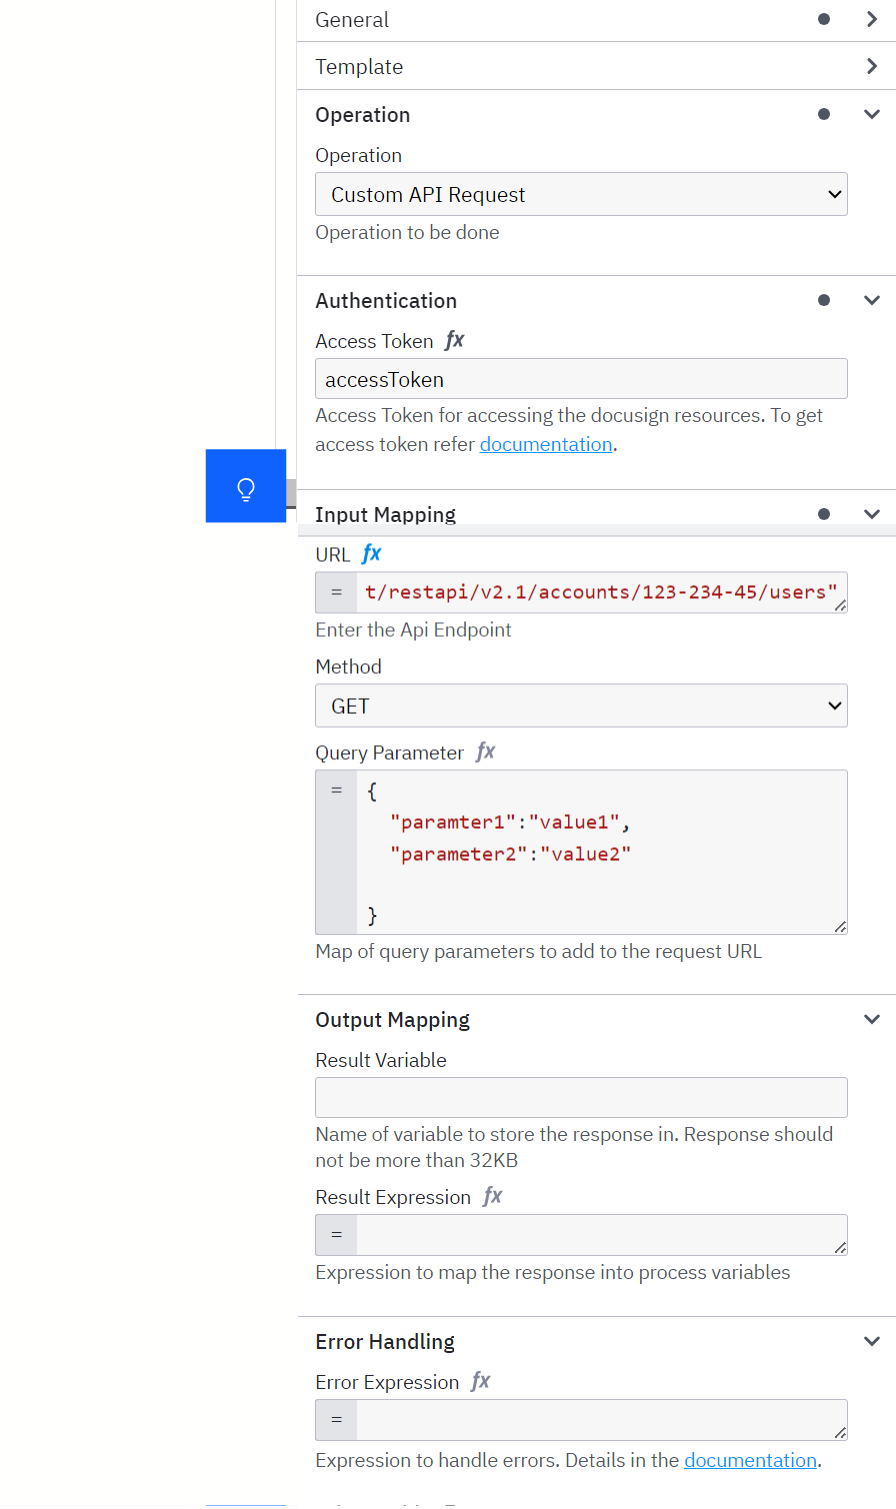 General
Template
Operation
Operation
Custom API Request
Operation to be done
Authentication
Access Token fx
accessToken
Access Token for accessing the docusign resources. To get
access token refer documentation.
Input Mapping
URL fx
= t/restapi/v2.1/accounts/123-234-45/users"
Enter the Api Endpoint
Method
GET
Query Parameter fx
= {
"paramter1":"value1",
"parameter2":"value2"
}
Map of query parameters to add to the request URL
Output Mapping
Result Variable
Name of variable to store the response in. Response should
not be more than 32KB
Result Expression fx
=
Expression to map the response into process variables
Error Handling
Error Expression fx
=
Expression to handle errors. Details in the documentation.